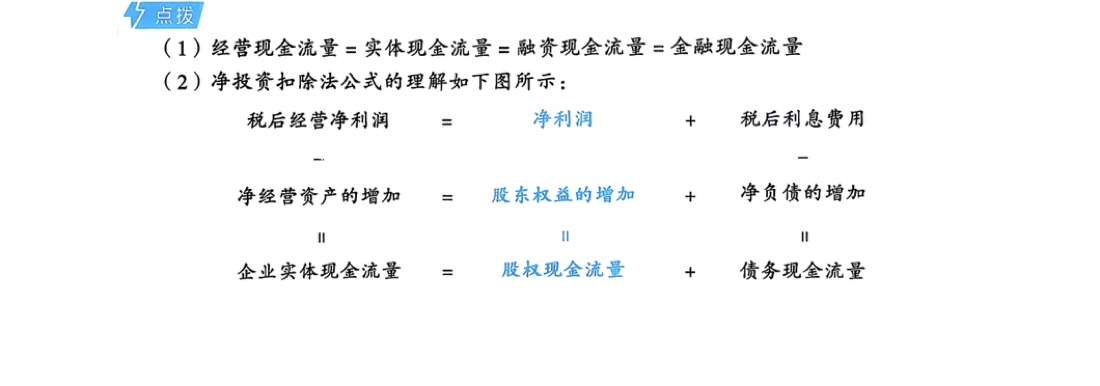 点拨
（1）经营现金流量 = 实体现金流量 = 融资现金流量 = 金融现金流量
（2）净投资扣除法公式的理解如下图所示：
税后经营净利润 = 净利润 + 税后利息费用
– –
净经营资产的增加 = 股东权益的增加 + 净负债的增加
= = =
企业实体现金流量 = 股权现金流量 + 债务现金流量